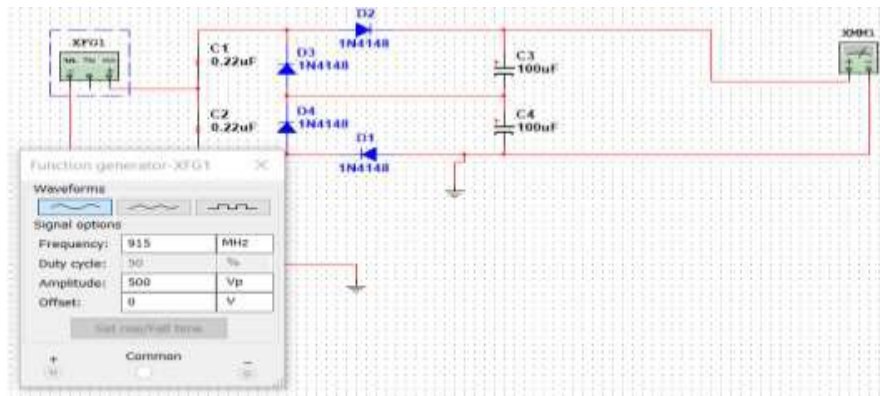 D2
1N4148
XFG1
XMM1
C1
0.22uF
D3
1N4148
C3
100uF
C2
0.22uF
D4
1N4148
C4
100uF
D1
1N4148
Function generator-XFG1
Waveforms
Signal options
Frequency: 915 MHz
Duty cycle: 50 %
Amplitude: 500 Vp
Offset: 0 V
Set rise/Fall time
+ Common -